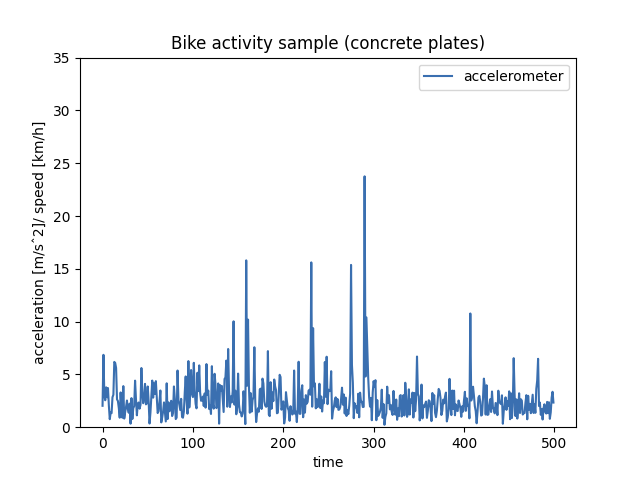 Bike activity sample (concrete plates)
accelerometer
acceleration [m/sˆ2]/ speed [km/h]
35
30
25
20
15
10
5
0
0 100 200 300 400 500
time